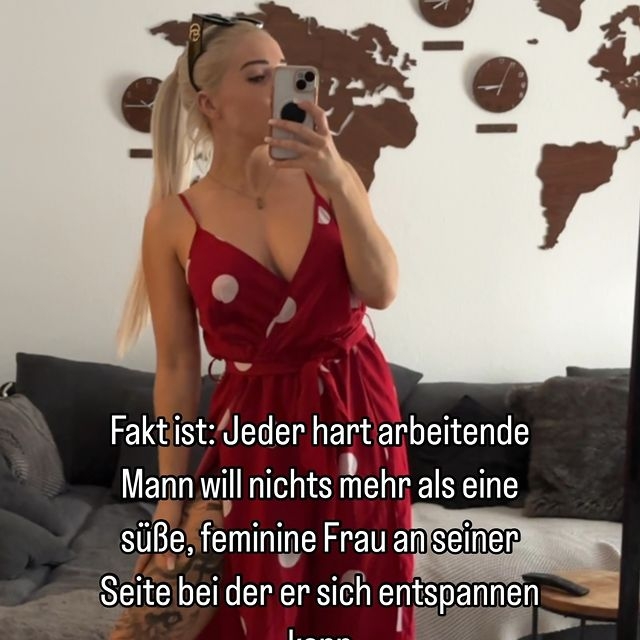 Fakt ist: Jeder hart arbeitende
Mann will nichts mehr als eine
süße, feminine Frau an seiner
Seite bei der er sich entspannen
kann